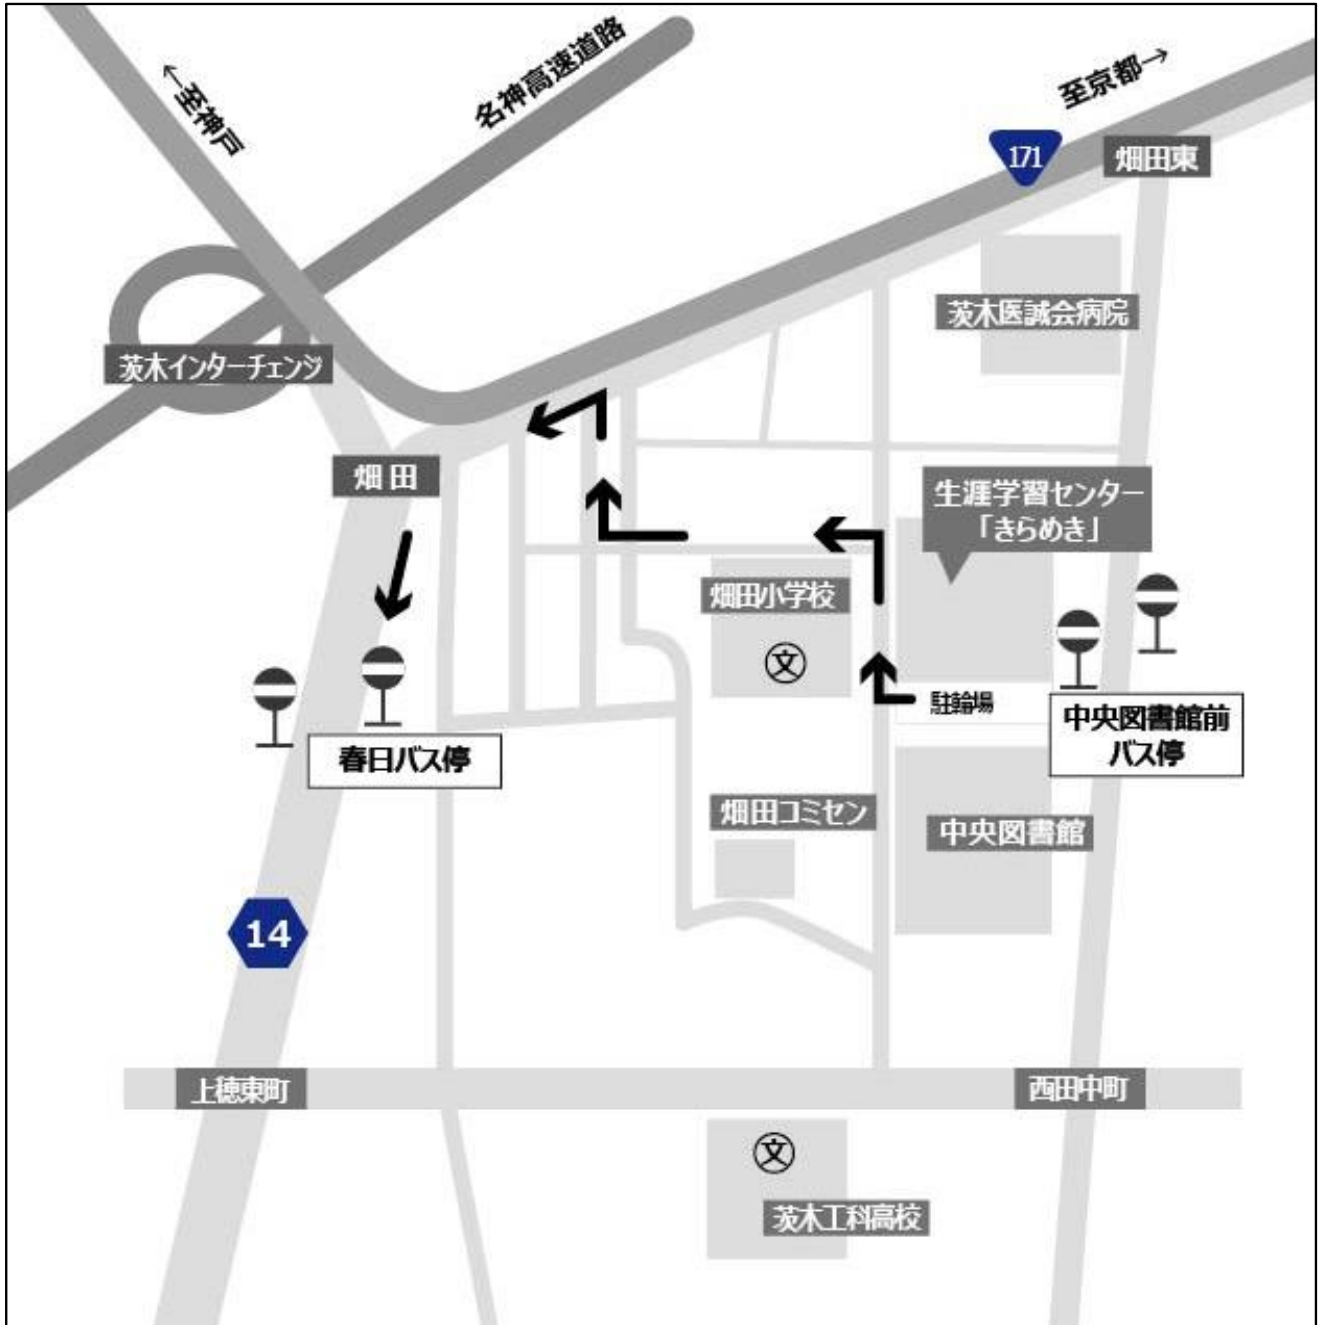 名神高速道路
←至神戸
至京都→
171
畑田東
茨木医誠会病院
茨木インターチェンジ
畑田
生涯学習センター
「きらめき」
畑田小学校
文
駐輪場
中央図書館前
バス停
春日バス停
畑田コミセン
中央図書館
14
上穂東町
西田中町
文
茨木工科高校